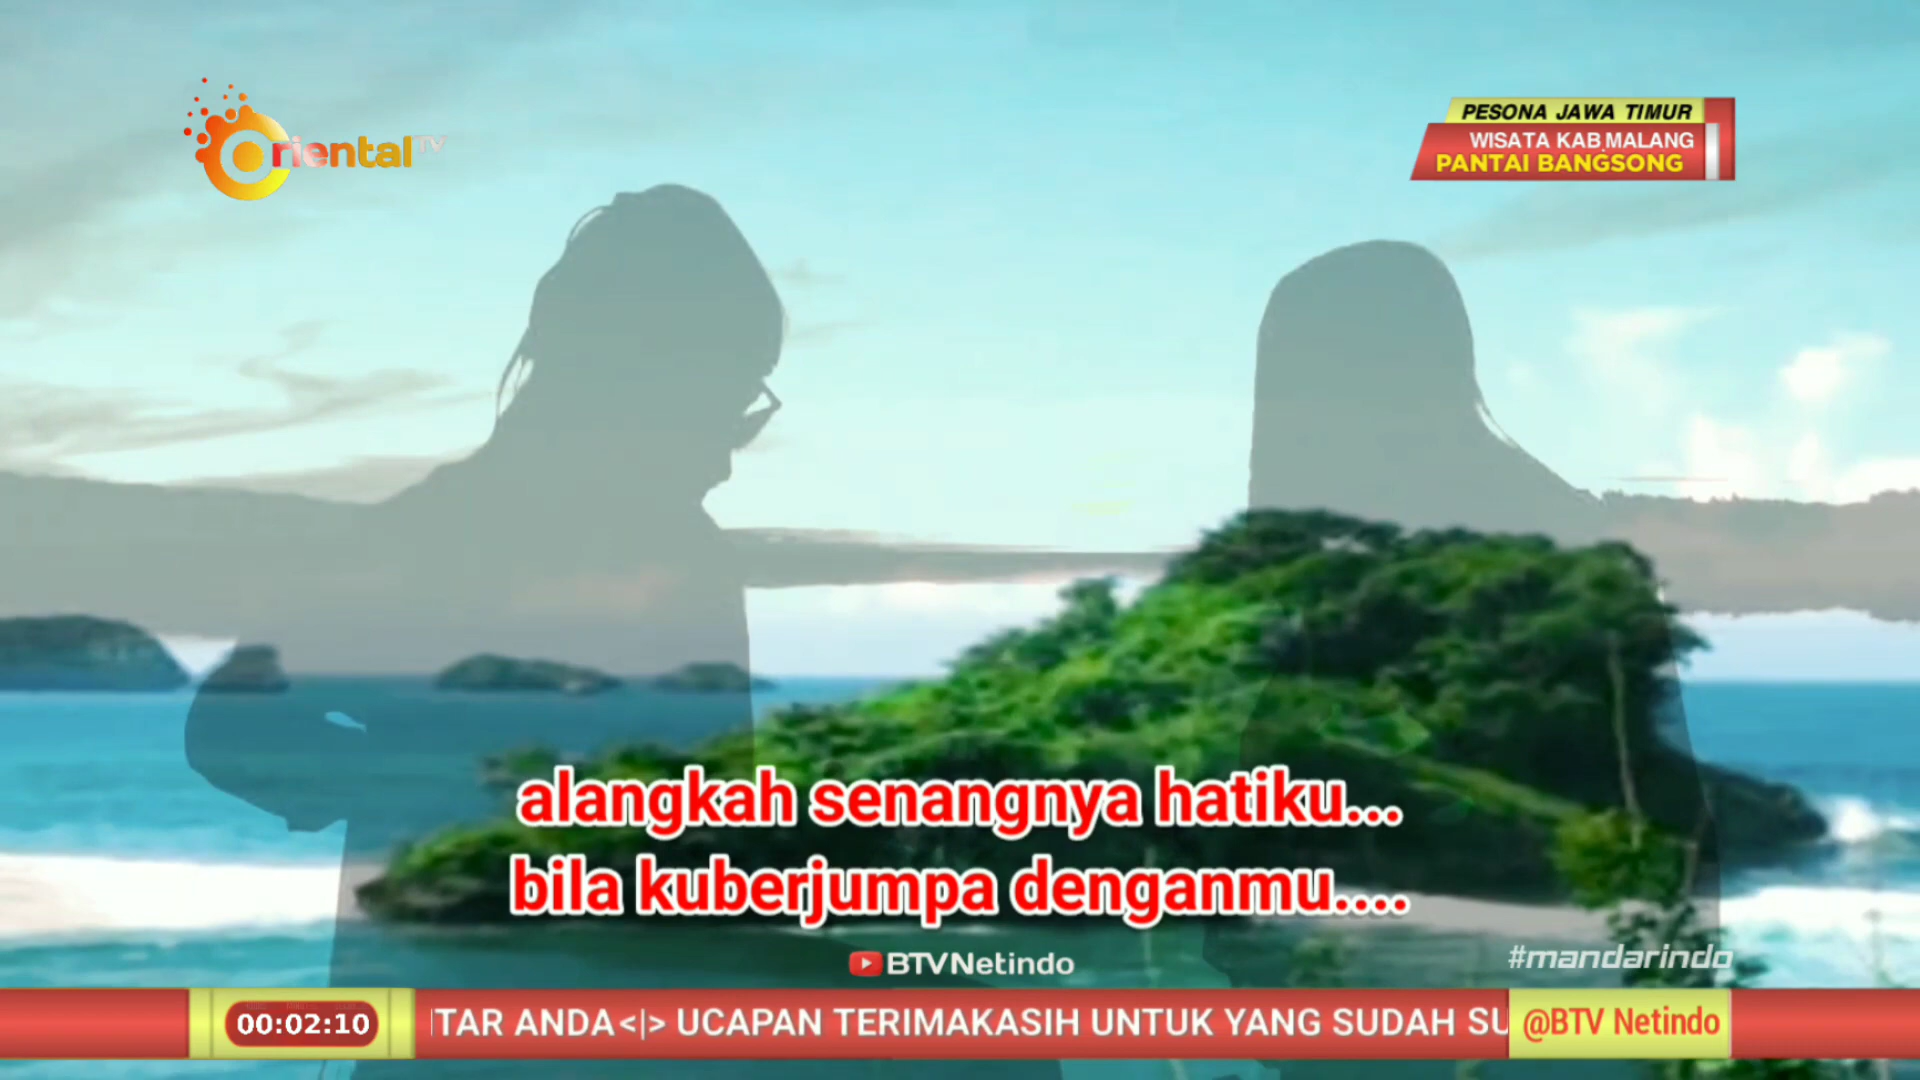 Oriental TV
PESONA JAWA TIMUR
WISATA KAB.MALANG
PANTAI BANGSONG
alangkah senangnya hatiku...
bila kuberjumpa denganmu....
BTVNetindo
#mandarindo
00:02:10
TAR ANDA<|> UCAPAN TERIMAKASIH UNTUK YANG SUDAH SU
@BTV Netindo